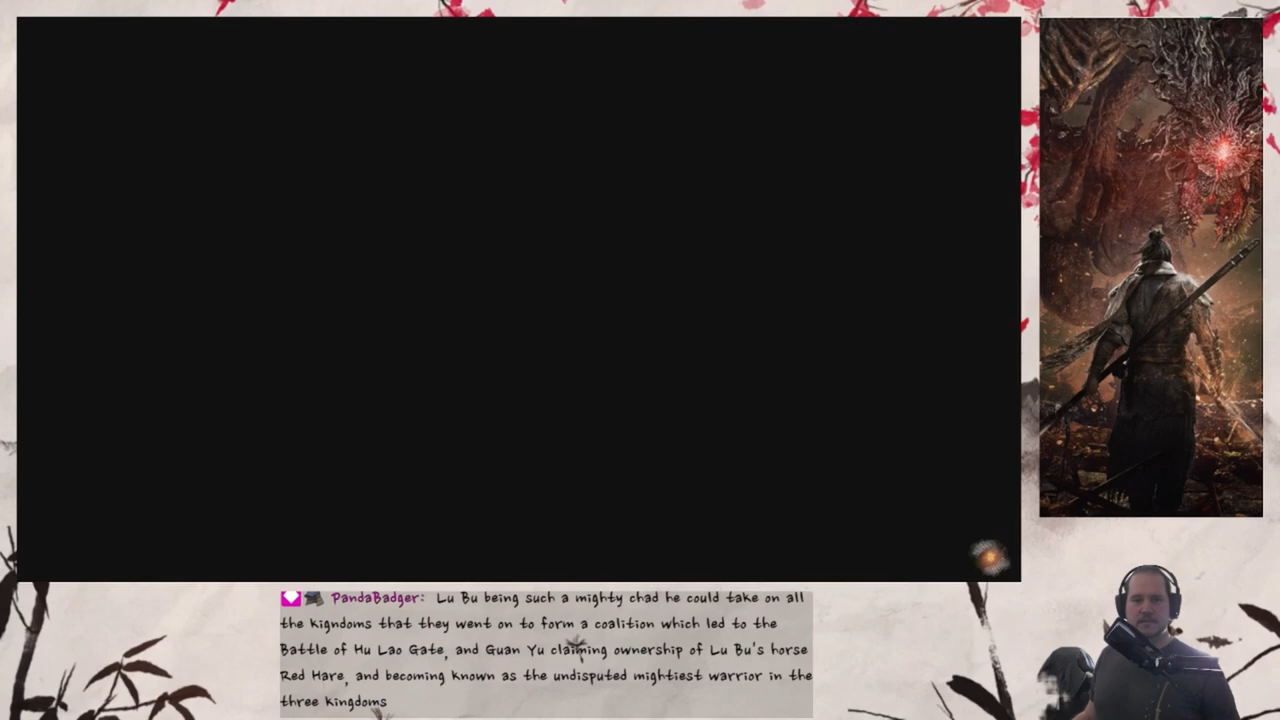 PandaBadger: Lu Bu being such a mighty chad he could take on all
the kigndoms that they went on to form a coalition which led to the
Battle of Hu Lao Gate, and Guan Yu claiming ownership of Lu Bu's horse
Red Hare, and becoming known as the undisputed mightiest warrior in the
three kingdoms